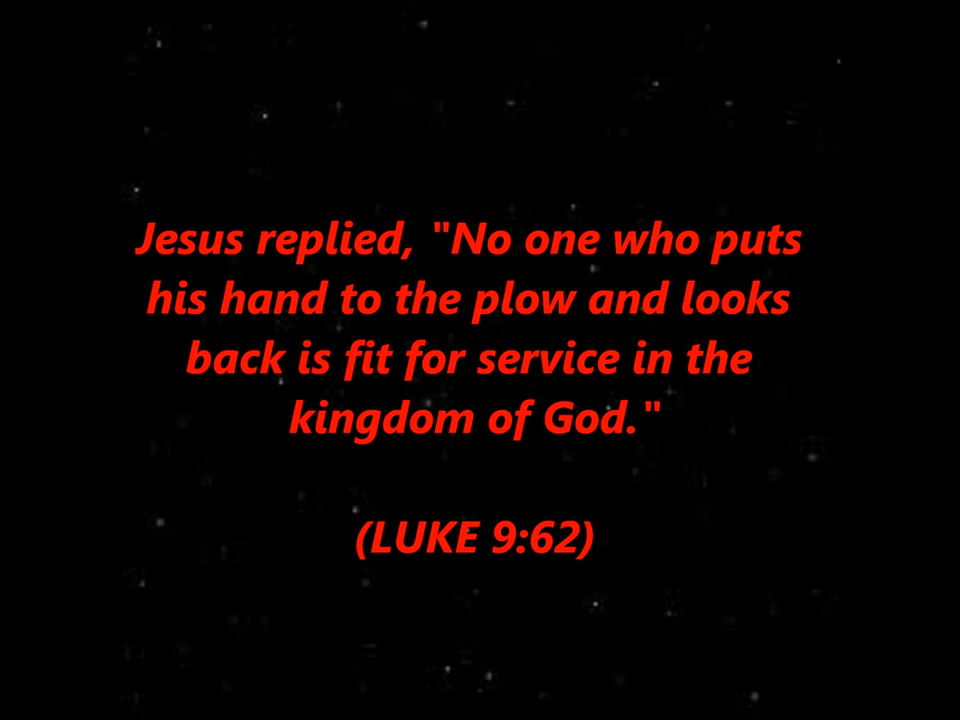 Jesus replied, "No one who puts
his hand to the plow and looks
back is fit for service in the
kingdom of God."
(LUKE 9:62)